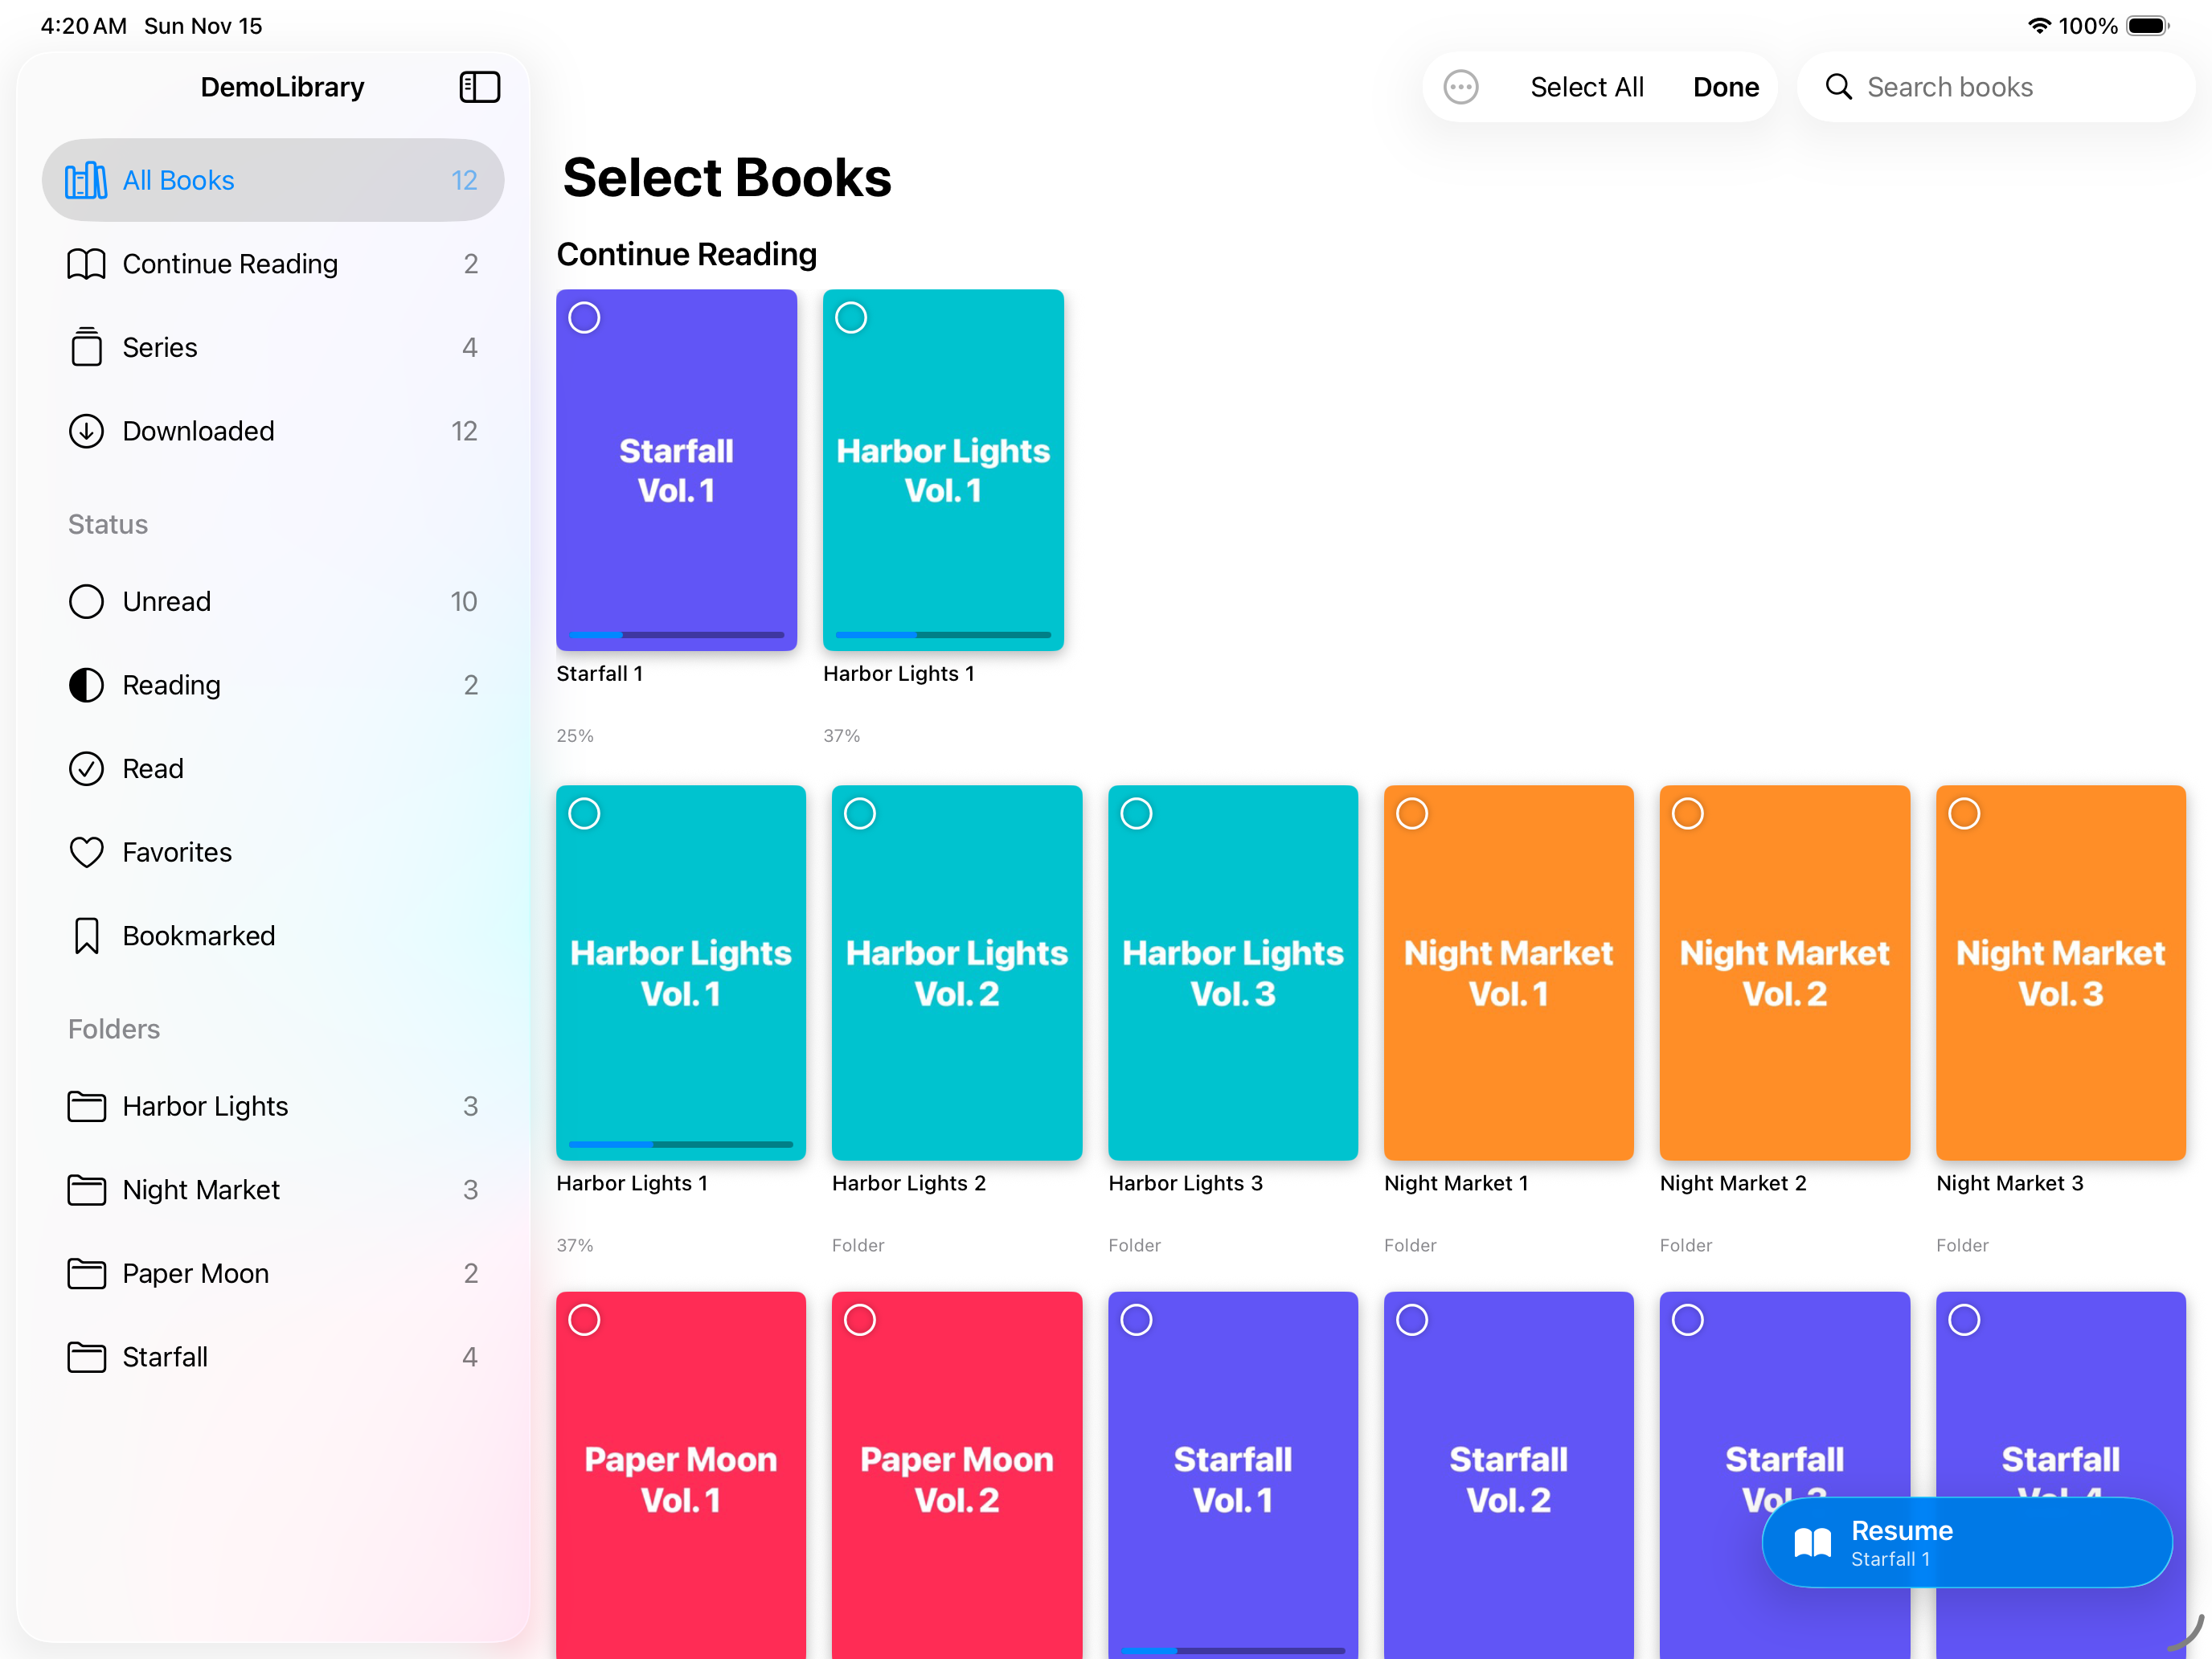 4:20 AM Sun Nov 15
100%
DemoLibrary
All Books 12
Continue Reading 2
Series 4
Downloaded 12
Status
Unread 10
Reading 2
Read
Favorites
Bookmarked
Folders
Harbor Lights 3
Night Market 3
Paper Moon 2
Starfall 4
Select All
Done
Search books
Select Books
Continue Reading
Starfall
Vol. 1
Harbor Lights
Vol. 1
Starfall 1
Harbor Lights 1
25%
37%
Harbor Lights
Vol. 1
Harbor Lights
Vol. 2
Harbor Lights
Vol. 3
Night Market
Vol. 1
Night Market
Vol. 2
Night Market
Vol. 3
Harbor Lights 1
Harbor Lights 2
Harbor Lights 3
Night Market 1
Night Market 2
Night Market 3
37%
Folder
Folder
Folder
Folder
Folder
Paper Moon
Vol. 1
Paper Moon
Vol. 2
Starfall
Vol. 1
Starfall
Vol. 2
Starfall
Vol. 3
Starfall
Vol. 4
Resume
Starfall 1